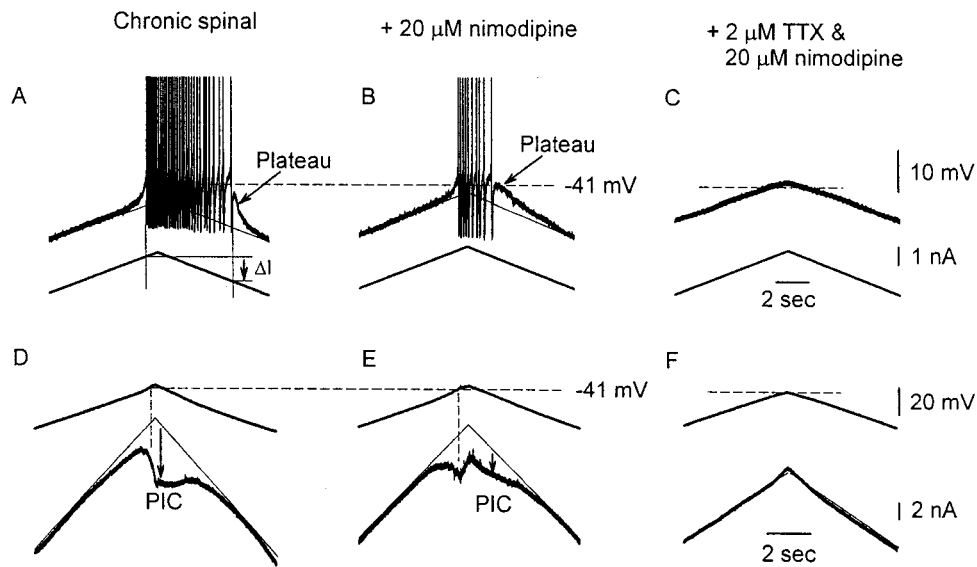 Chronic spinal
+ 20 μM nimodipine
+ 2 μM TTX &
20 μM nimodipine
A
B
C
Plateau
Plateau
-41 mV
10 mV
ΔI
1 nA
2 sec
D
E
F
-41 mV
20 mV
PIC
PIC
2 nA
2 sec